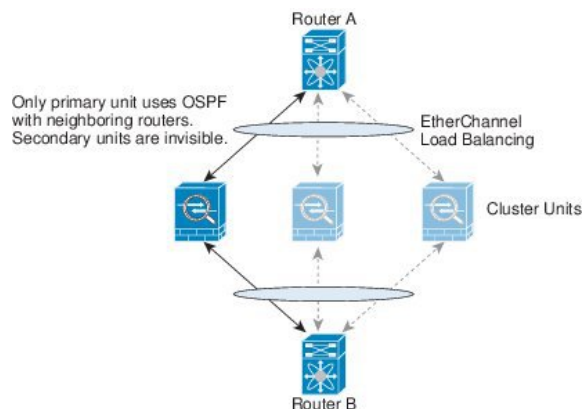 Router A
Only primary unit uses OSPF
with neighboring routers.
Secondary units are invisible.
EtherChannel
Load Balancing
Cluster Units
Router B